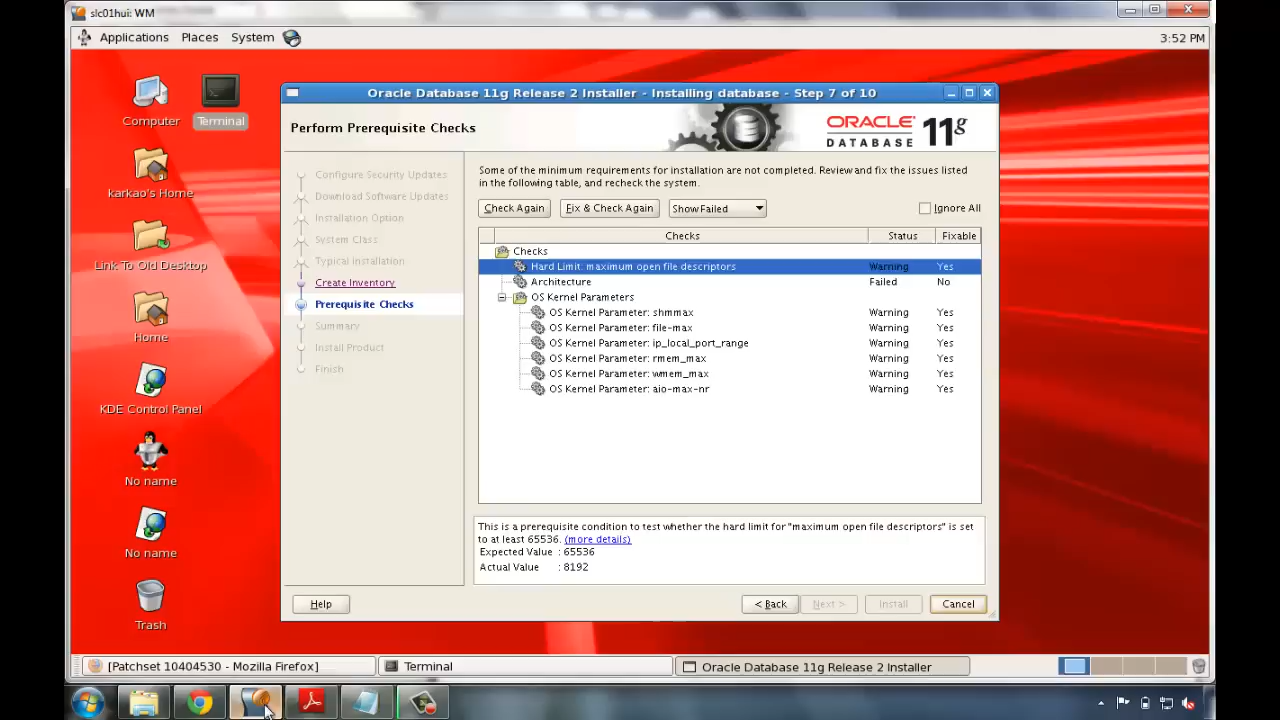 slc01hui: WM
Applications Places System 3:52 PM
Computer
Terminal
karkao's Home
Link To Old Desktop
Home
KDE Control Panel
No name
No name
Trash
Oracle Database 11g Release 2 Installer - Installing database - Step 7 of 10
Perform Prerequisite Checks
ORACLE
DATABASE 11g
Configure Security Updates
Download Software Updates
Installation Option
System Class
Typical Installation
Create Inventory
Prerequisite Checks
Summary
Install Product
Finish
Some of the minimum requirements for installation are not completed. Review and fix the issues listed
in the following table, and recheck the system.
Check Again Fix & Check Again Show Failed Ignore All
Checks Status Fixable
Checks
Hard Limit: maximum open file descriptors Warning Yes
Architecture Failed No
OS Kernel Parameters
OS Kernel Parameter: shmmax Warning Yes
OS Kernel Parameter: file-max Warning Yes
OS Kernel Parameter: ip_local_port_range Warning Yes
OS Kernel Parameter: rmem_max Warning Yes
OS Kernel Parameter: wmem_max Warning Yes
OS Kernel Parameter: aio-max-nr Warning Yes
This is a prerequisite condition to test whether the hard limit for "maximum open file descriptors" is set
to at least 65536. (more details)
Expected Value : 65536
Actual Value : 8192
Help < Back Next > Install Cancel
[Patchset 10404530 - Mozilla Firefox] Terminal Oracle Database 11g Release 2 Installer